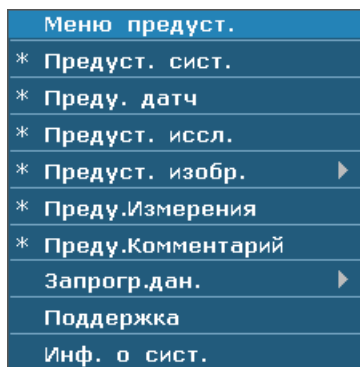 Меню предуст.
* Предуст. сист.
* Преду. датч
* Предуст. иссл.
* Предуст. изобр.
* Преду.Измерения
* Преду.Комментарий
Запрогр.дан.
Поддержка
Инф. о сист.